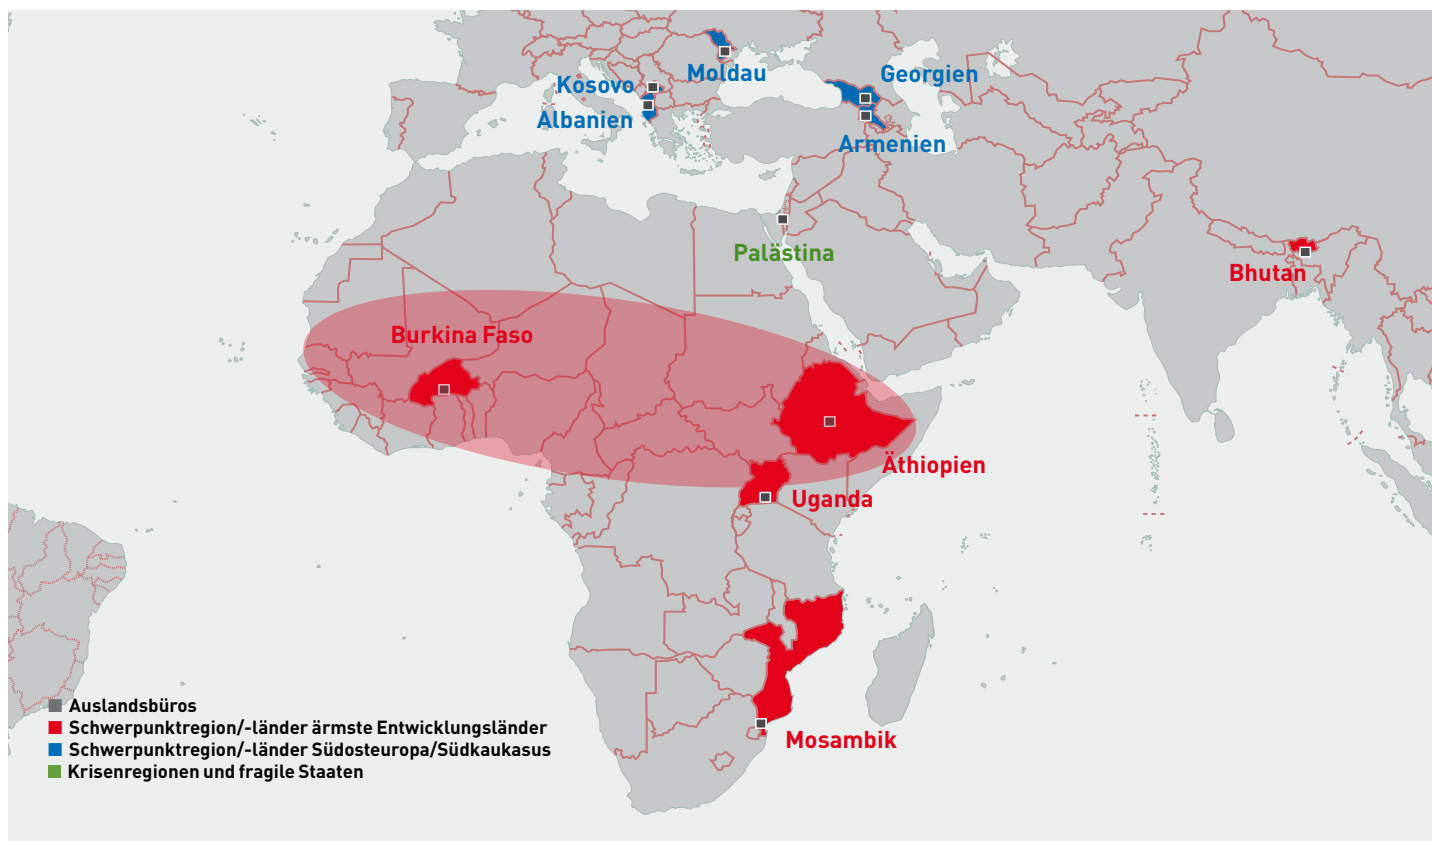 Moldau
Georgien
Kosovo
Albanien
Armenien
Palästina
Bhutan
Burkina Faso
Äthiopien
Uganda
Mosambik
Auslandsbüros
Schwerpunktregion/-länder ärmste Entwicklungsländer
Schwerpunktregion/-länder Südosteuropa/Südkaukasus
Krisenregionen und fragile Staaten